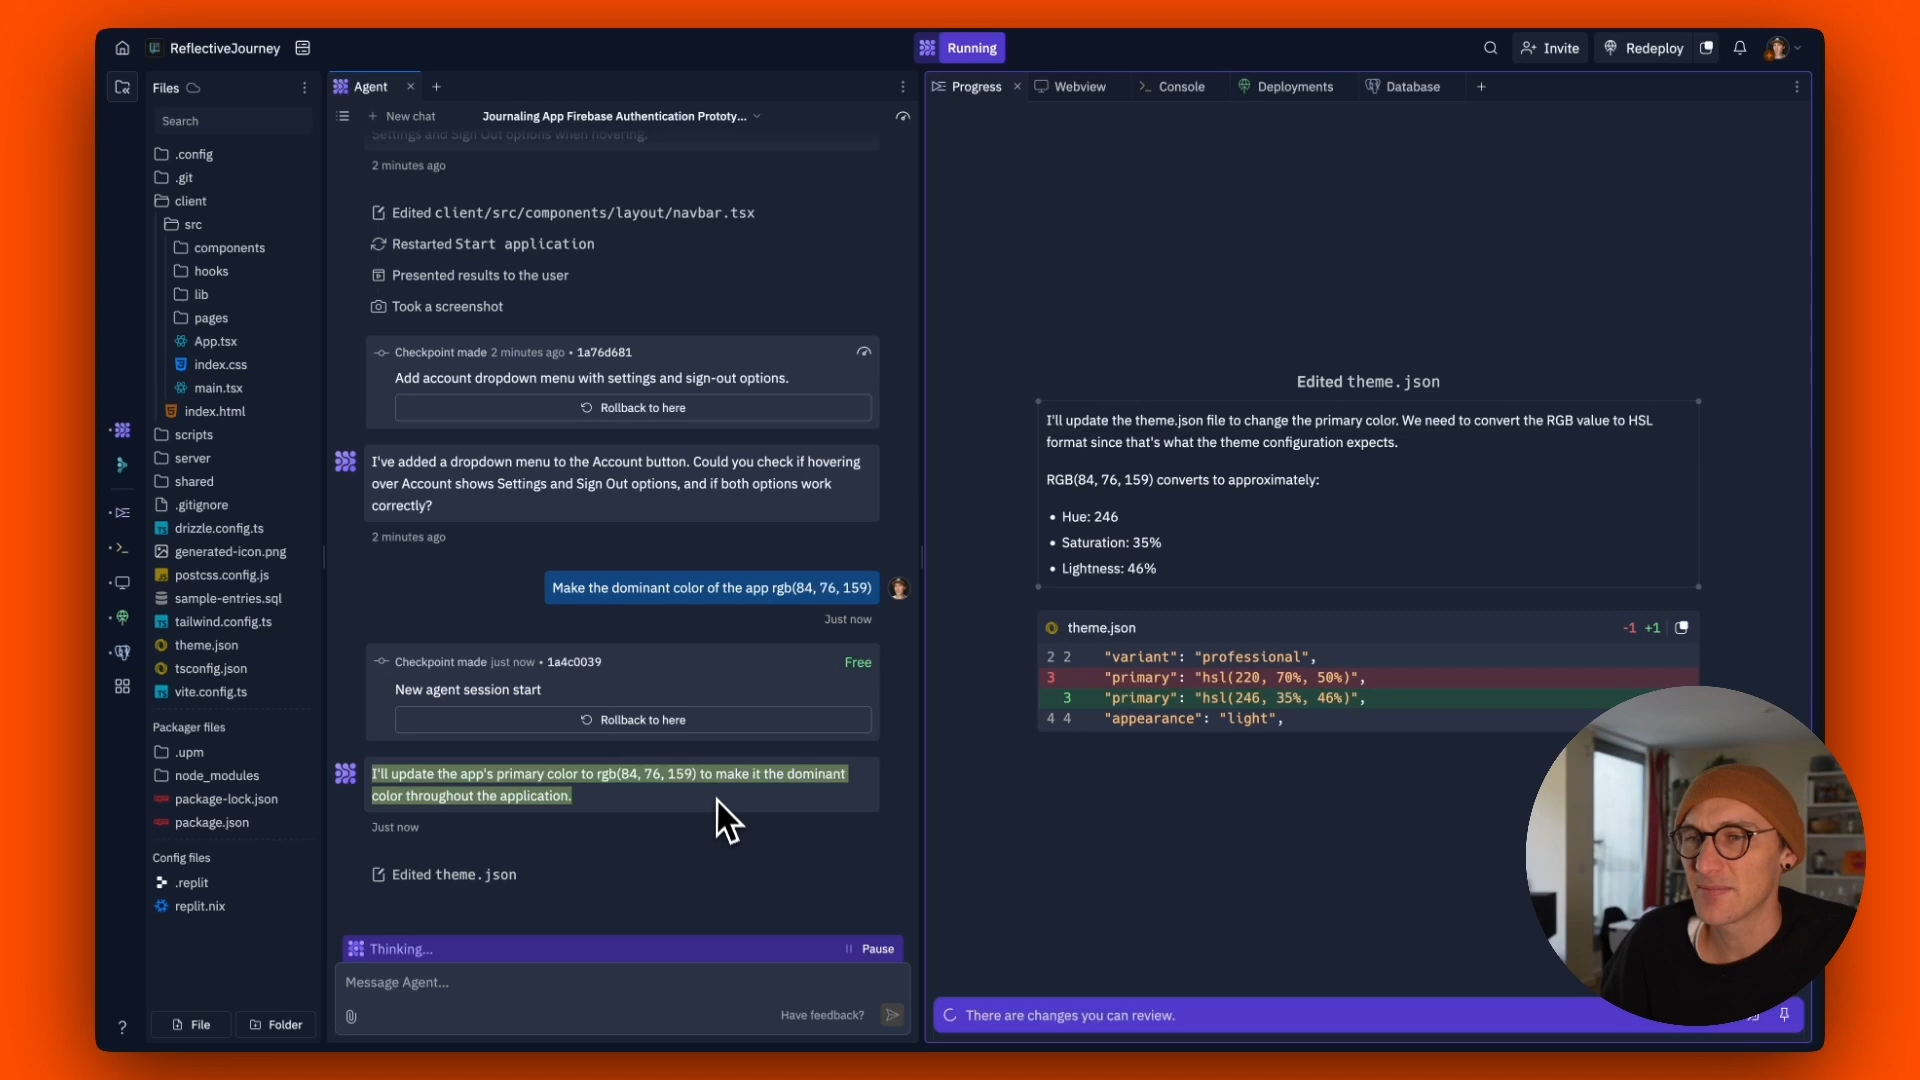 ReflectiveJourney
Running
Invite
Redeploy
Files
Search
.config
.git
client
src
components
hooks
lib
pages
App.tsx
index.css
main.tsx
index.html
scripts
server
shared
.gitignore
drizzle.config.ts
generated-icon.png
postcss.config.js
sample-entries.sql
tailwind.config.ts
theme.json
tsconfig.json
vite.config.ts
Packager files
.upm
node_modules
package-lock.json
package.json
Config files
.replit
replit.nix
File
Folder
Agent
New chat
Journaling App Firebase Authentication Prototy...
Settings and Sign Out options when hovering.
2 minutes ago
Edited client/src/components/layout/navbar.tsx
Restarted Start application
Presented results to the user
Took a screenshot
Checkpoint made 2 minutes ago • 1a76d681
Add account dropdown menu with settings and sign-out options.
Rollback to here
I've added a dropdown menu to the Account button. Could you check if hovering
over Account shows Settings and Sign Out options, and if both options work
correctly?
2 minutes ago
Make the dominant color of the app rgb(84, 76, 159)
Just now
Checkpoint made just now • 1a4c0039
Free
New agent session start
Rollback to here
I'll update the app's primary color to rgb(84, 76, 159) to make it the dominant
color throughout the application.
Just now
Edited theme.json
Thinking...
Pause
Message Agent...
Have feedback?
Progress
Webview
Console
Deployments
Database
Edited theme.json
I'll update the theme.json file to change the primary color. We need to convert the RGB value to HSL
format since that's what the theme configuration expects.
RGB(84, 76, 159) converts to approximately:
• Hue: 246
• Saturation: 35%
• Lightness: 46%
theme.json
-1 +1
2 2 "variant": "professional",
3 "primary": "hsl(220, 70%, 50%)",
3 "primary": "hsl(246, 35%, 46%)",
4 4 "appearance": "light",
There are changes you can review.